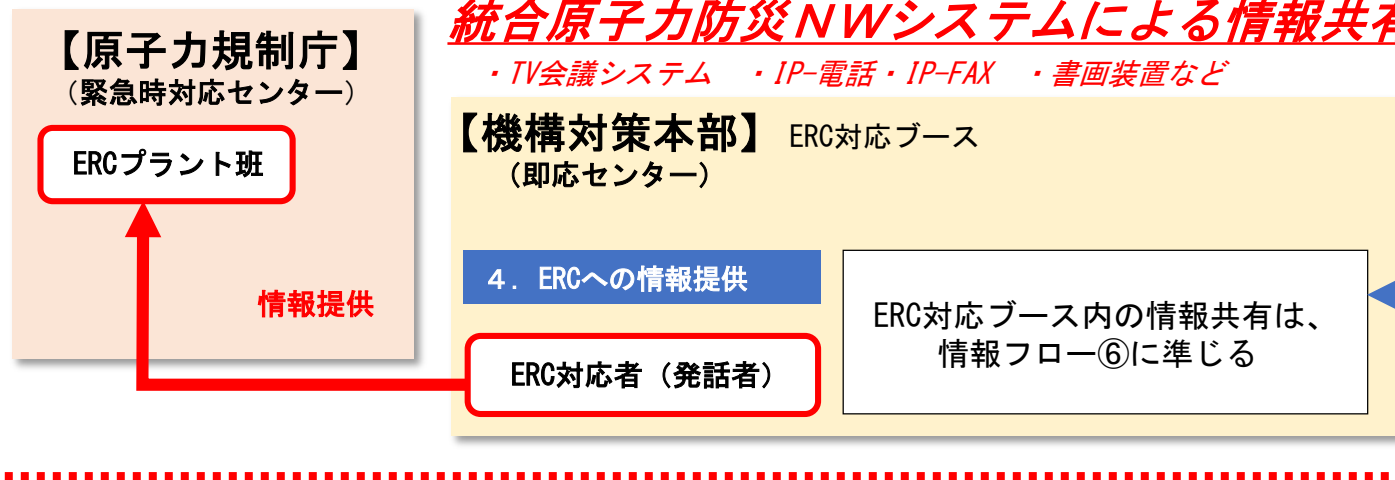 【原子力規制庁】
（緊急時対応センター）
ERCプラント班
情報提供
統合原子力防災ＮＷシステムによる情報共有
・TV会議システム　・IP-電話・IP-FAX　・書画装置など
【機構対策本部】 ERC対応ブース
（即応センター）
４．ERCへの情報提供
ERC対応者（発話者）
ERC対応ブース内の情報共有は、
情報フロー⑥に準じる